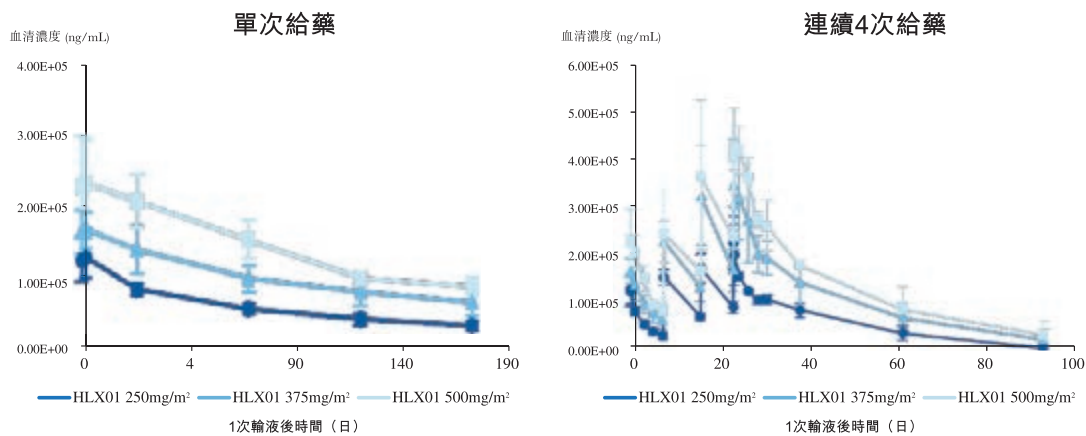 單次給藥
血清濃度 (ng/mL)
4.00E+05
3.00E+05
2.00E+05
1.00E+05
0.00E+00
0 4 90 140 190
HLX01 250mg/m² HLX01 375mg/m² HLX01 500mg/m²
1次輸液後時間（日）
連續4次給藥
血清濃度 (ng/mL)
6.00E+05
5.00E+05
4.00E+05
3.00E+05
2.00E+05
1.00E+05
0.00E+00
0 20 40 60 80 100
HLX01 250mg/m² HLX01 375mg/m² HLX01 500mg/m²
1次輸液後時間（日）